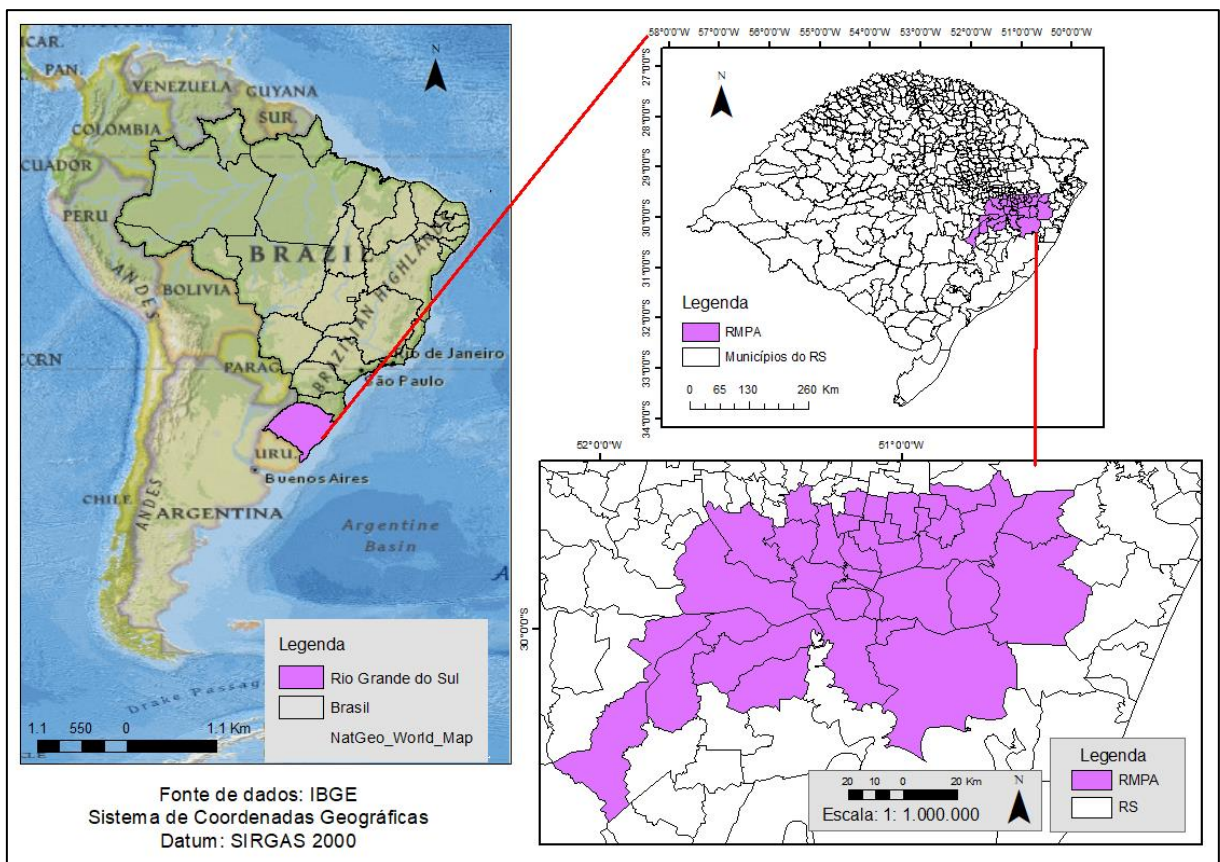 ICAR.
PAN.
VENEZUELA
GUYANA
SUR.
COLOMBIA
ECUADOR
PERU
BRAZIL
BRAZILIAN HIGHLANDS
ANDES
BOLIVIA
PARAG.
Rio de Janeiro
São Paulo
URU.
Buenos Aires
CHILE
ANDES
ARGENTINA
Argentine
Basin
Drake Passage
N
Legenda
Rio Grande do Sul
Brasil
NatGeo_World_Map
1.1 550 0 1.1 Km
Fonte de dados: IBGE
Sistema de Coordenadas Geográficas
Datum: SIRGAS 2000
58°0'0"W 57°0'0"W 56°0'0"W 55°0'0"W 54°0'0"W 53°0'0"W 52°0'0"W 51°0'0"W 50°0'0"W
27°0'0"S
28°0'0"S
29°0'0"S
30°0'0"S
31°0'0"S
32°0'0"S
33°0'0"S
34°0'0"S
N
Legenda
RMPA
Municípios do RS
0 65 130 260 Km
52°0'0"W 51°0'0"W
30°0'0"S
20 10 0 20 Km
Escala: 1: 1.000.000
N
Legenda
RMPA
RS